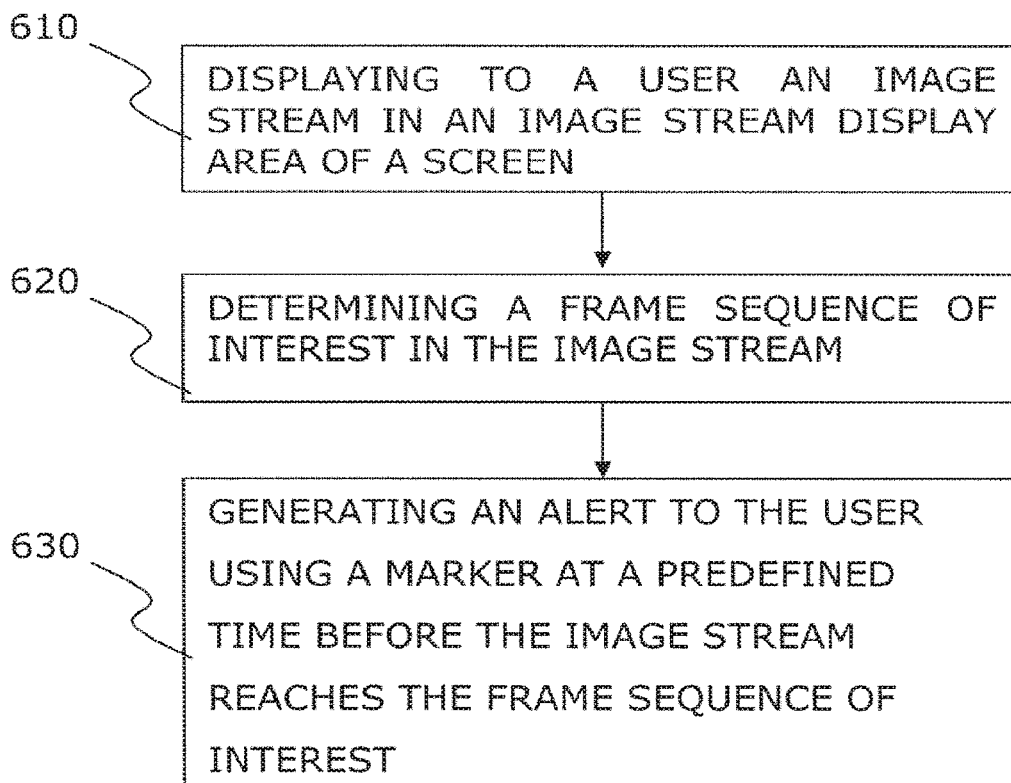 610
DISPLAYING TO A USER AN IMAGE
STREAM IN AN IMAGE STREAM DISPLAY
AREA OF A SCREEN
620
DETERMINING A FRAME SEQUENCE OF
INTEREST IN THE IMAGE STREAM
630
GENERATING AN ALERT TO THE USER
USING A MARKER AT A PREDEFINED
TIME BEFORE THE IMAGE STREAM
REACHES THE FRAME SEQUENCE OF
INTEREST